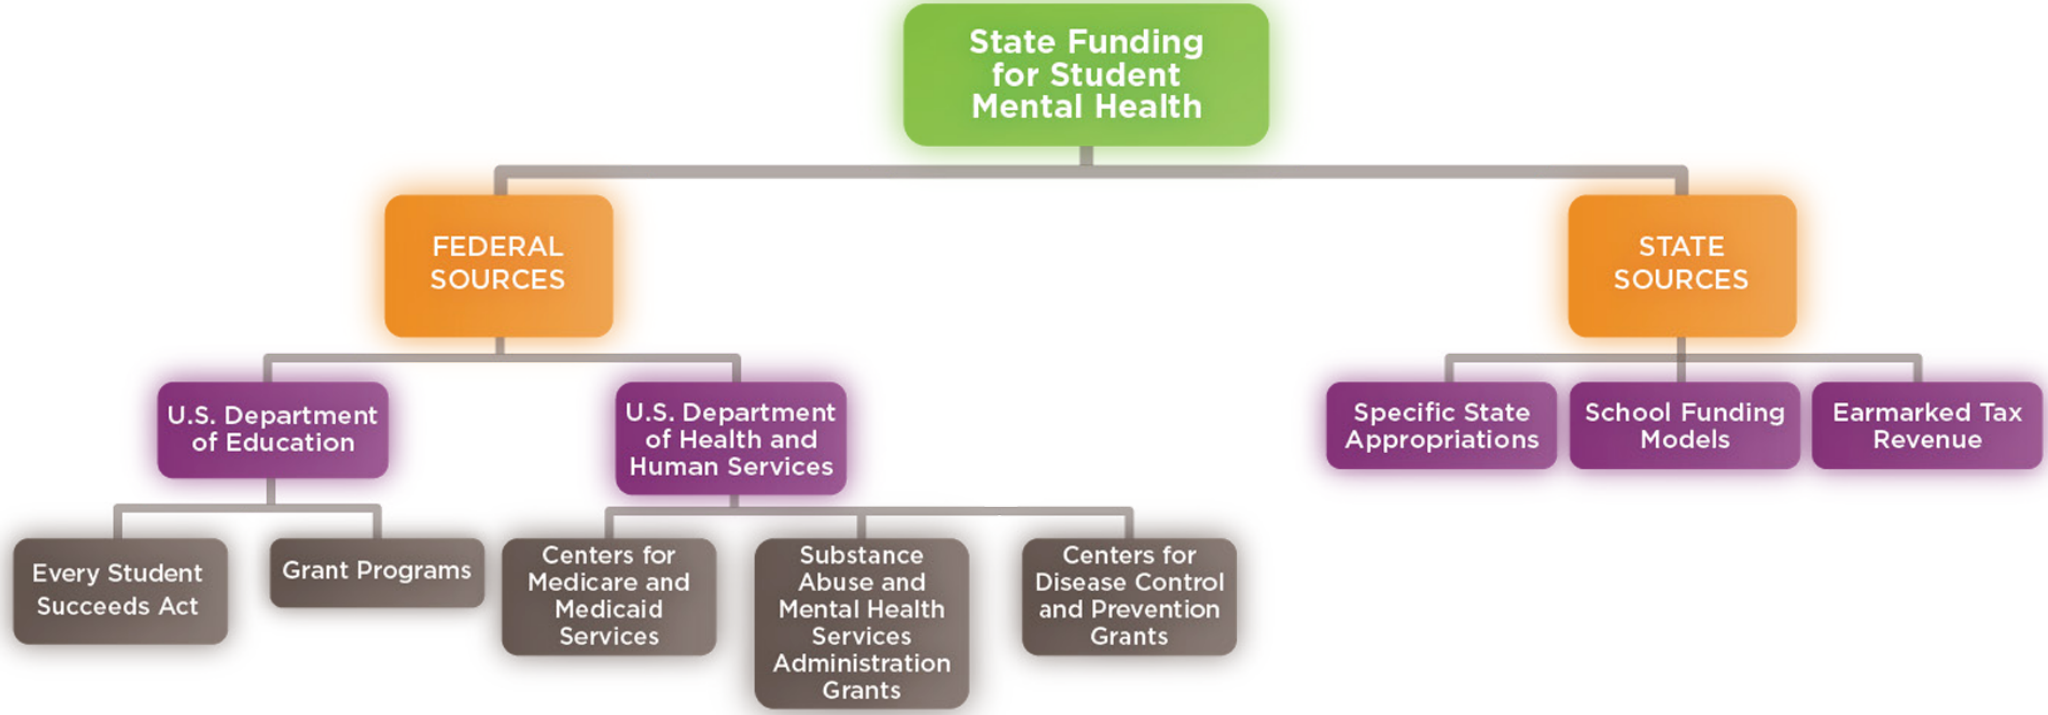 State Funding
for Student
Mental Health
FEDERAL
SOURCES
STATE
SOURCES
U.S. Department
of Education
U.S. Department
of Health and
Human Services
Specific State
Appropriations
School Funding
Models
Earmarked Tax
Revenue
Every Student
Succeeds Act
Grant Programs
Centers for
Medicare and
Medicaid
Services
Substance
Abuse and
Mental Health
Services
Administration
Grants
Centers for
Disease Control
and Prevention
Grants